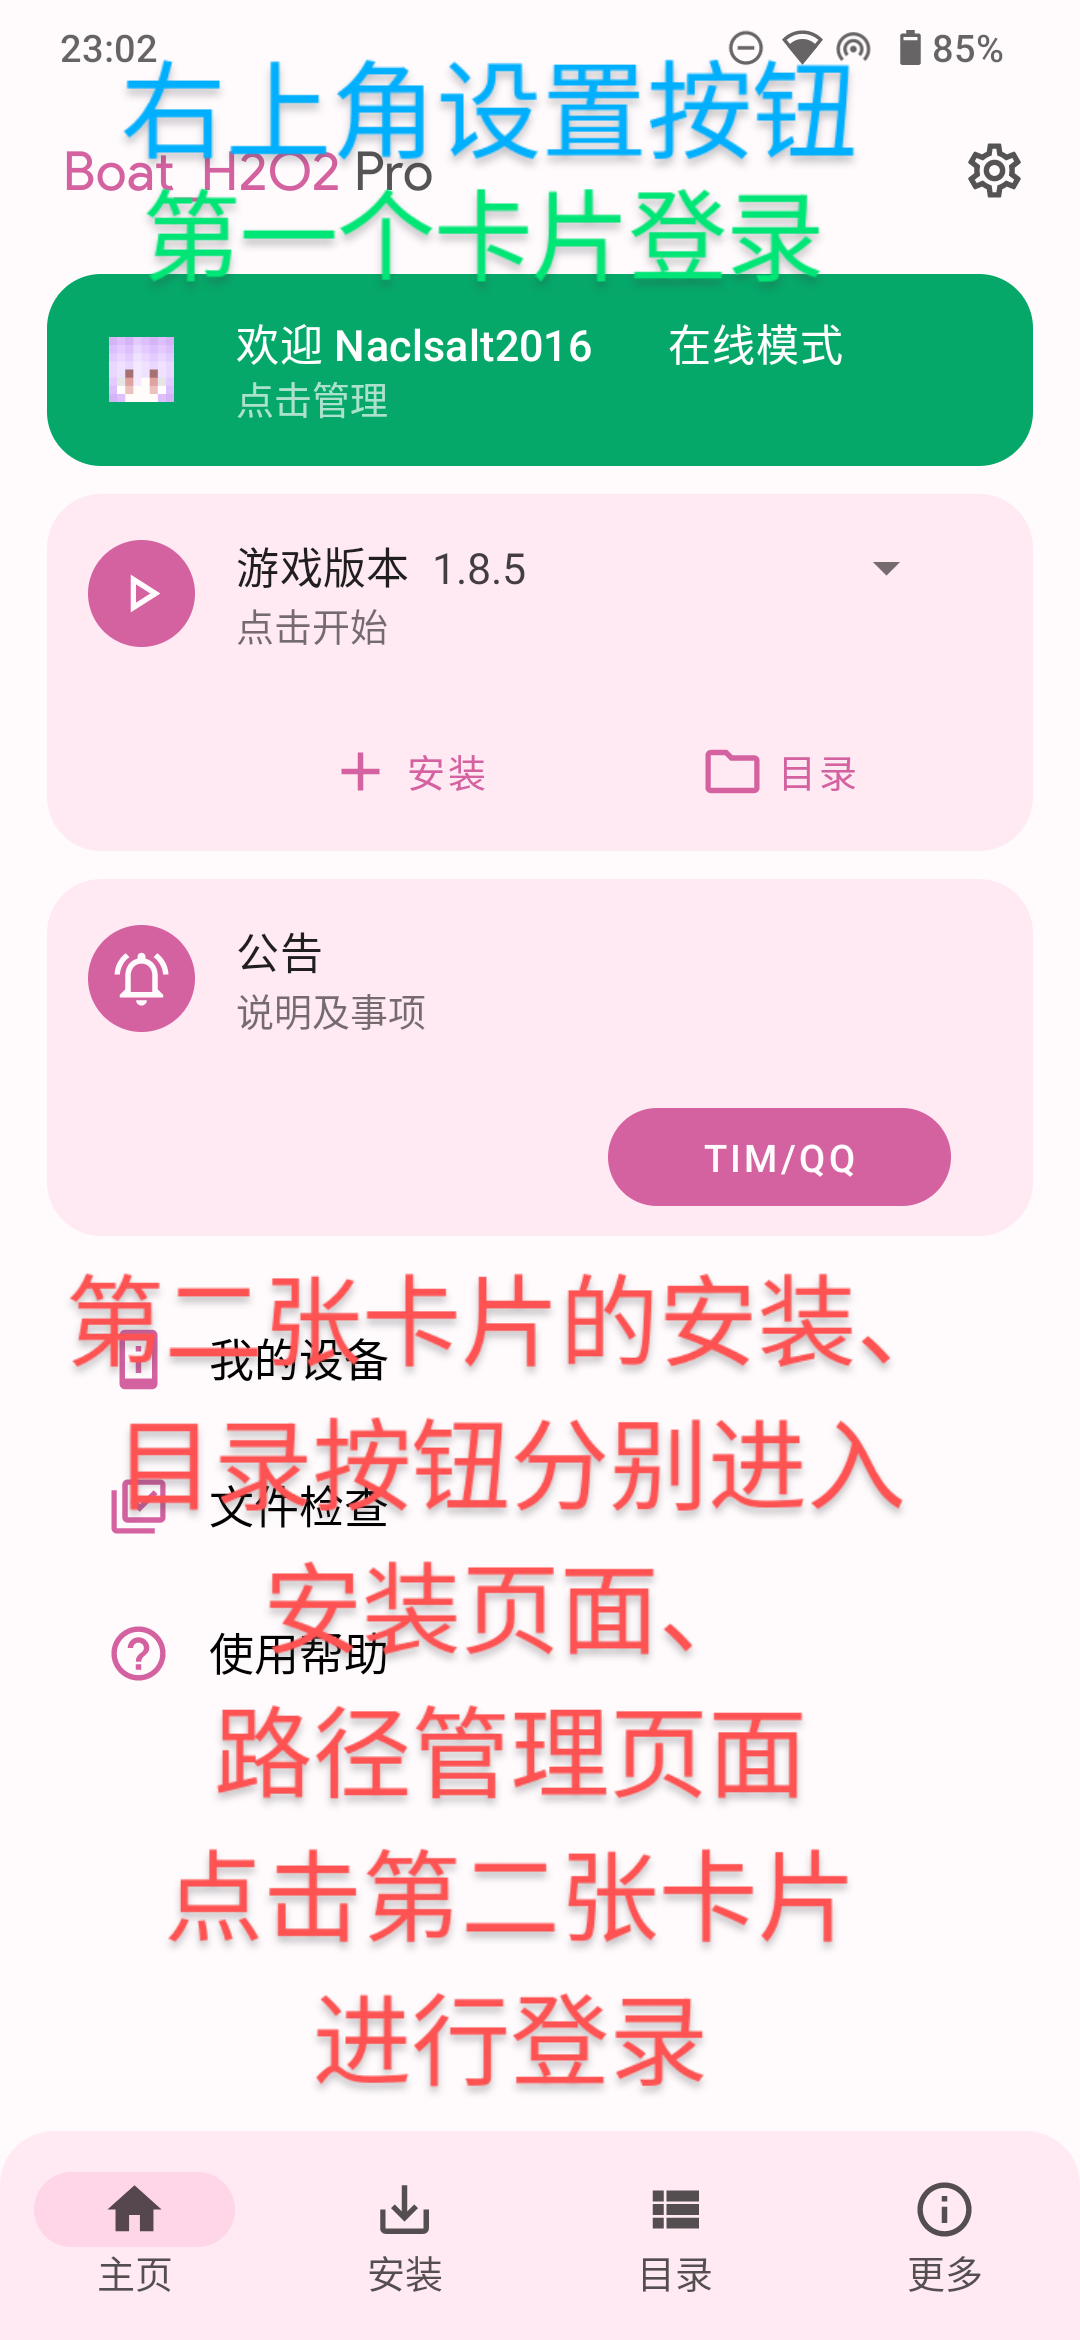 23:02
85%
右上角设置按钮
Boat_H2O2 Pro
第一个卡片登录
欢迎 Naclsalt2016 在线模式
点击管理
游戏版本 1.8.5
点击开始
安装 目录
公告
说明及事项
TIM/QQ
第二张卡片的安装、
我的设备
目录按钮分别进入
文件检查
安装页面、
使用帮助
路径管理页面
点击第二张卡片
进行登录
主页 安装 目录 更多